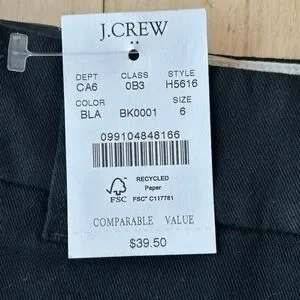 J.CREW
DEPT CLASS STYLE
CA6 0B3 H5616
COLOR SIZE
BLA BK0001 6
099104848166
RECYCLED
Paper
FSC FSC® C117781
COMPARABLE VALUE
$39.50